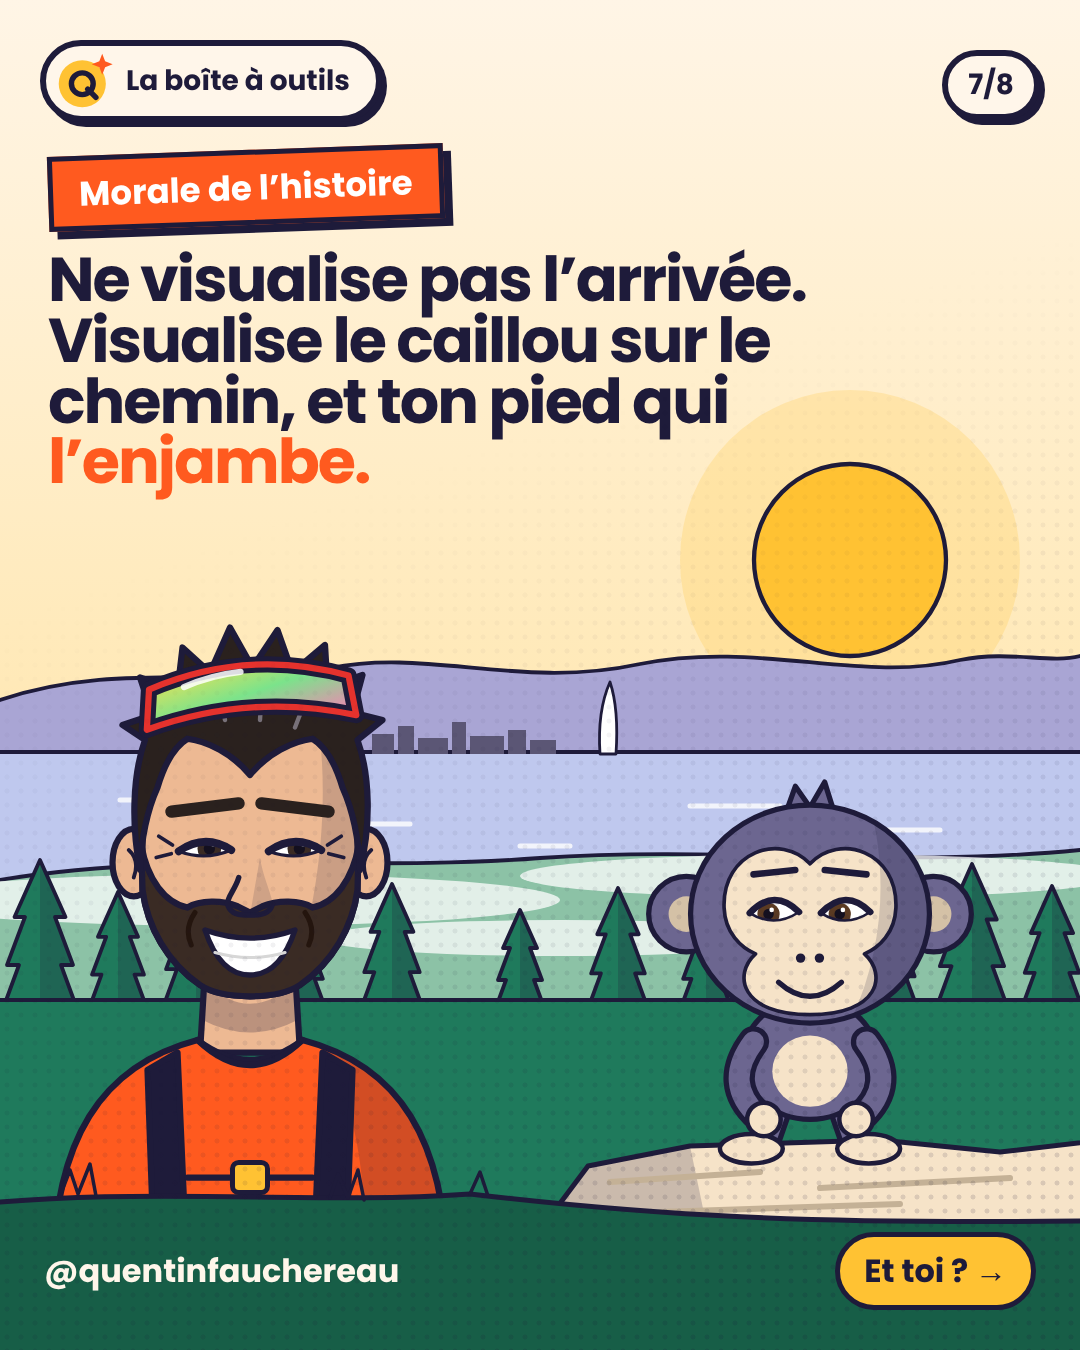 Q
La boîte à outils
7/8
Morale de l’histoire
Ne visualise pas l’arrivée.
Visualise le caillou sur le
chemin, et ton pied qui
l’enjambe.
@quentinfauchereau
Et toi ? →